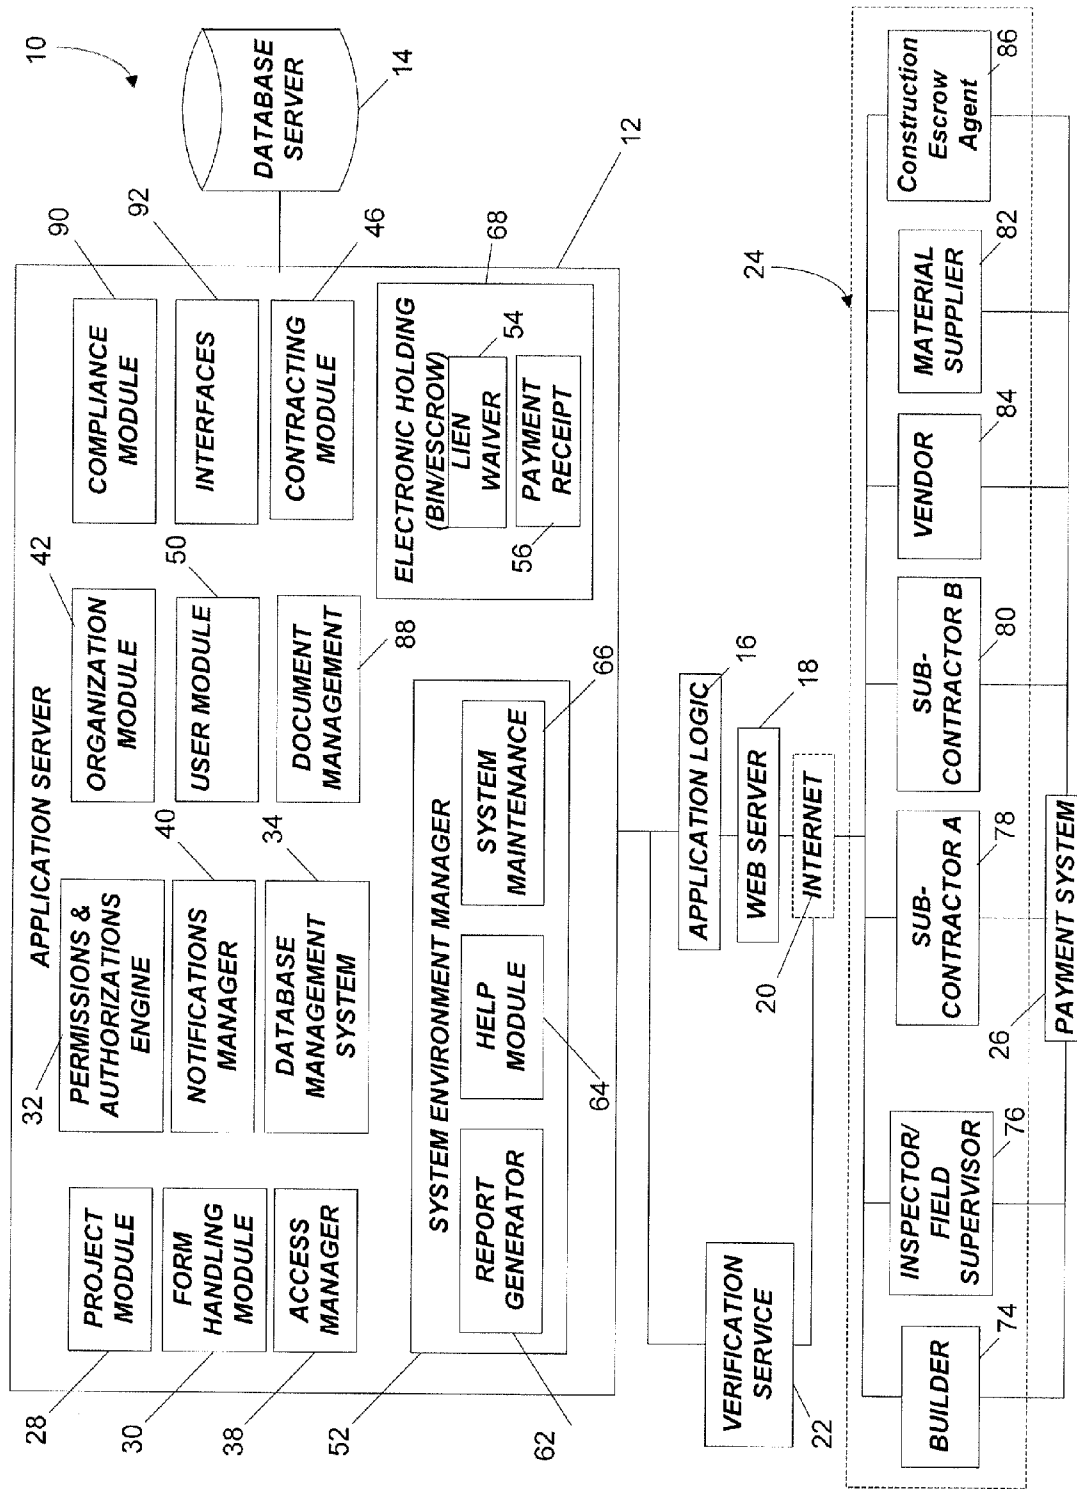 10
DATABASE
SERVER
14
12
APPLICATION SERVER
28
PROJECT
MODULE
32
PERMISSIONS &
AUTHORIZATIONS
ENGINE
42
ORGANIZATION
MODULE
90
COMPLIANCE
MODULE
30
FORM
HANDLING
MODULE
40
NOTIFICATIONS
MANAGER
50
USER MODULE
92
INTERFACES
38
ACCESS
MANAGER
34
DATABASE
MANAGEMENT
SYSTEM
DOCUMENT
MANAGEMENT
88
46
CONTRACTING
MODULE
52
SYSTEM ENVIRONMENT MANAGER
62
REPORT
GENERATOR
HELP
MODULE
64
SYSTEM
MAINTENANCE
66
68
ELECTRONIC HOLDING
(BIN/ESCROW)
54
LIEN
WAIVER
PAYMENT
RECEIPT
56
VERIFICATION
SERVICE
22
APPLICATION LOGIC
16
WEB SERVER
18
INTERNET
20
24
BUILDER
74
INSPECTOR/
FIELD
SUPERVISOR
76
SUB-
CONTRACTOR A
78
SUB-
CONTRACTOR B
80
VENDOR
84
MATERIAL
SUPPLIER
82
Construction
Escrow
Agent
86
26
PAYMENT SYSTEM